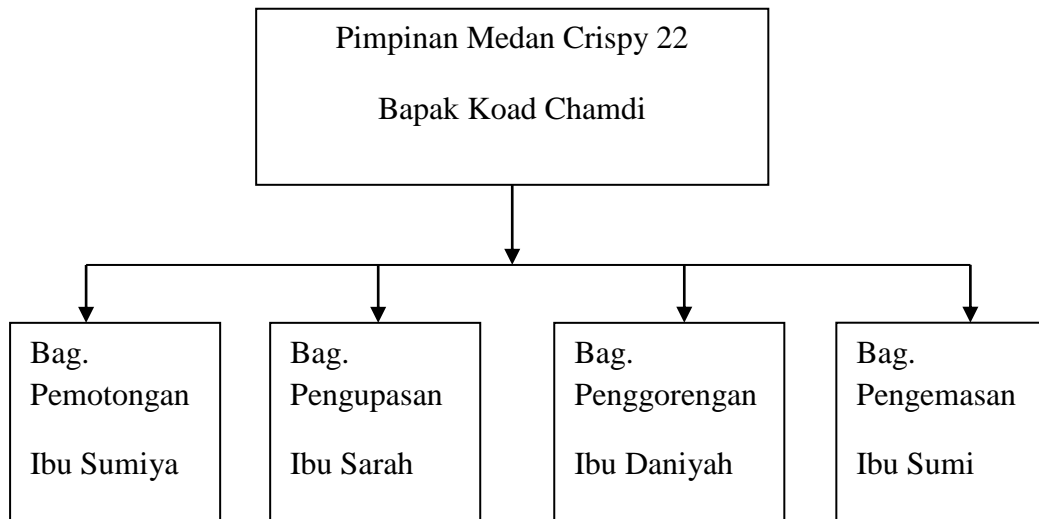 Pimpinan Medan Crispy 22
Bapak Koad Chamdi
Bag.
Pemotongan
Ibu Sumiya
Bag.
Pengupasan
Ibu Sarah
Bag.
Penggorengan
Ibu Daniyah
Bag.
Pengemasan
Ibu Sumi